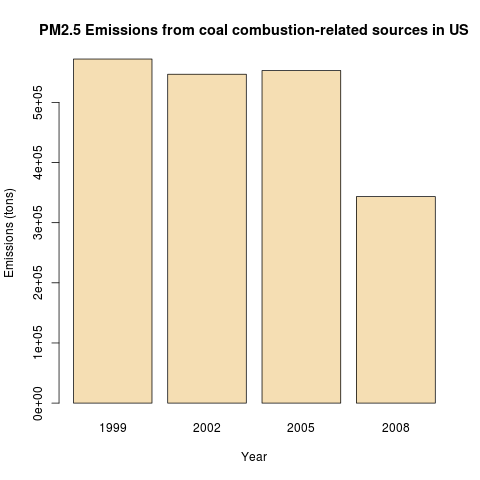 PM2.5 Emissions from coal combustion-related sources in US
Emissions (tons)
5e+05
4e+05
3e+05
2e+05
1e+05
0e+00
1999 2002 2005 2008
Year